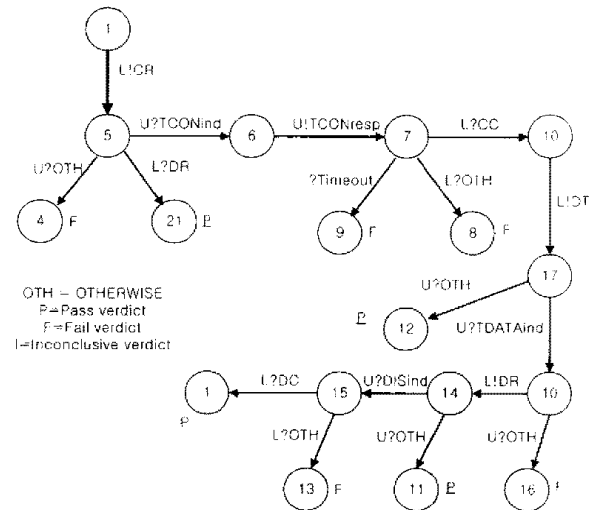 1
L!CR
5
U?TCONind
6
U!TCONresp
7
L?CC
10
U?OTH
L?DR
?Timeout
L?OTH
L!DT
4
F
21
P
9
F
8
F
17
OTH = OTHERWISE
P=Pass verdict
F=Fail verdict
I=Inconclusive verdict
U?OTH
P
12
U?TDATAind
1
L?DC
15
U?DISind
14
L!DR
10
P
L?OTH
U?OTH
U?OTH
13
F
11
P
16